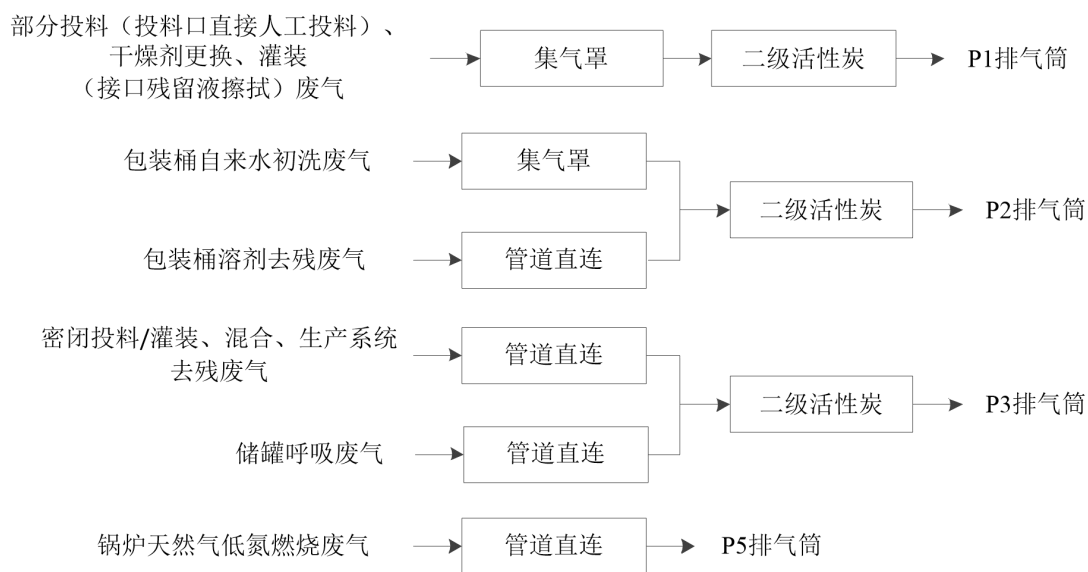 部分投料（投料口直接人工投料）、
干燥剂更换、灌装
（接口残留液擦拭）废气
集气罩
二级活性炭
P1排气筒
包装桶自来水初洗废气
集气罩
二级活性炭
P2排气筒
包装桶溶剂去残废气
管道直连
密闭投料/灌装、混合、生产系统
去残废气
管道直连
二级活性炭
P3排气筒
储罐呼吸废气
管道直连
锅炉天然气低氮燃烧废气
管道直连
P5排气筒